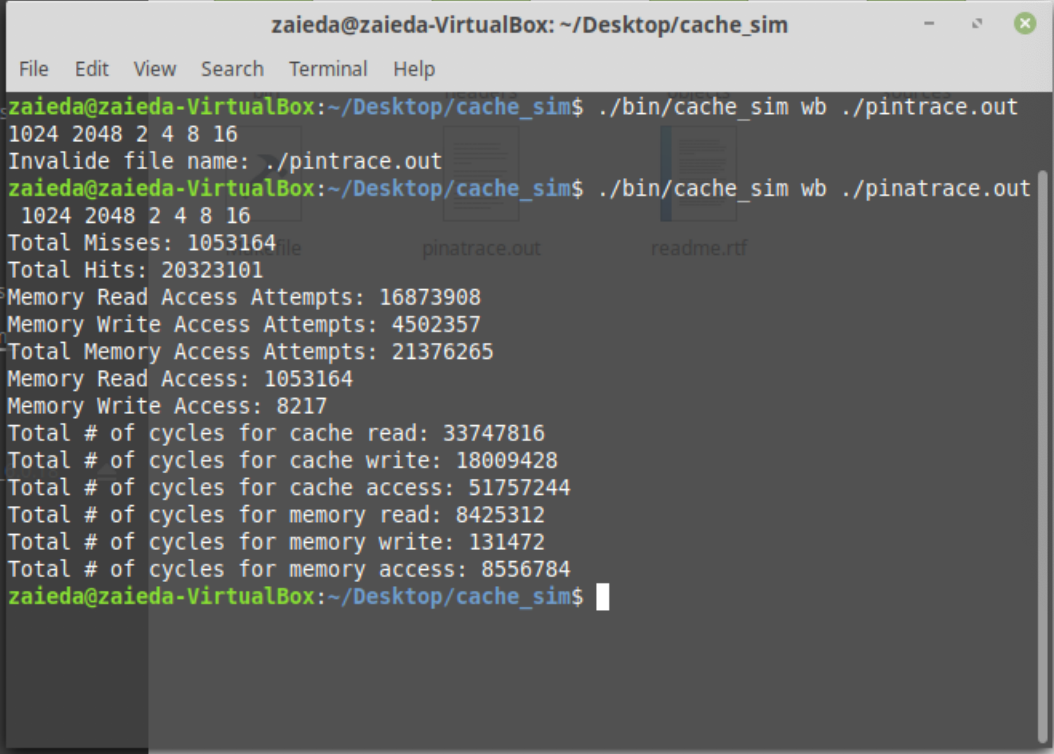 zaieda@zaieda-VirtualBox: ~/Desktop/cache_sim
File Edit View Search Terminal Help
zaieda@zaieda-VirtualBox:~/Desktop/cache_sim$ ./bin/cache_sim wb ./pintrace.out
1024 2048 2 4 8 16
Invalide file name: ./pintrace.out
zaieda@zaieda-VirtualBox:~/Desktop/cache_sim$ ./bin/cache_sim wb ./pinatrace.out
1024 2048 2 4 8 16
Total Misses: 1053164
Total Hits: 20323101
pinatrace.out
readme.rtf
Memory Read Access Attempts: 16873908
Memory Write Access Attempts: 4502357
Total Memory Access Attempts: 21376265
Memory Read Access: 1053164
Memory Write Access: 8217
Total # of cycles for cache read: 33747816
Total # of cycles for cache write: 18009428
Total # of cycles for cache access: 51757244
Total # of cycles for memory read: 8425312
Total # of cycles for memory write: 131472
Total # of cycles for memory access: 8556784
zaieda@zaieda-VirtualBox:~/Desktop/cache_sim$